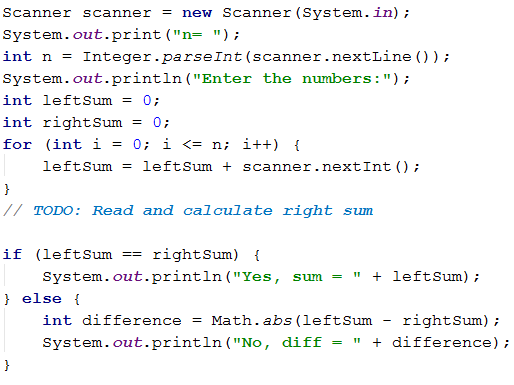 Scanner scanner = new Scanner(System.in);
System.out.print("n= ");
int n = Integer.parseInt(scanner.nextLine());
System.out.println("Enter the numbers:");
int leftSum = 0;
int rightSum = 0;
for (int i = 0; i <= n; i++) {
    leftSum = leftSum + scanner.nextInt();
}
// TODO: Read and calculate right sum

if (leftSum == rightSum) {
    System.out.println("Yes, sum = " + leftSum);
} else {
    int difference = Math.abs(leftSum - rightSum);
    System.out.println("No, diff = " + difference);
}